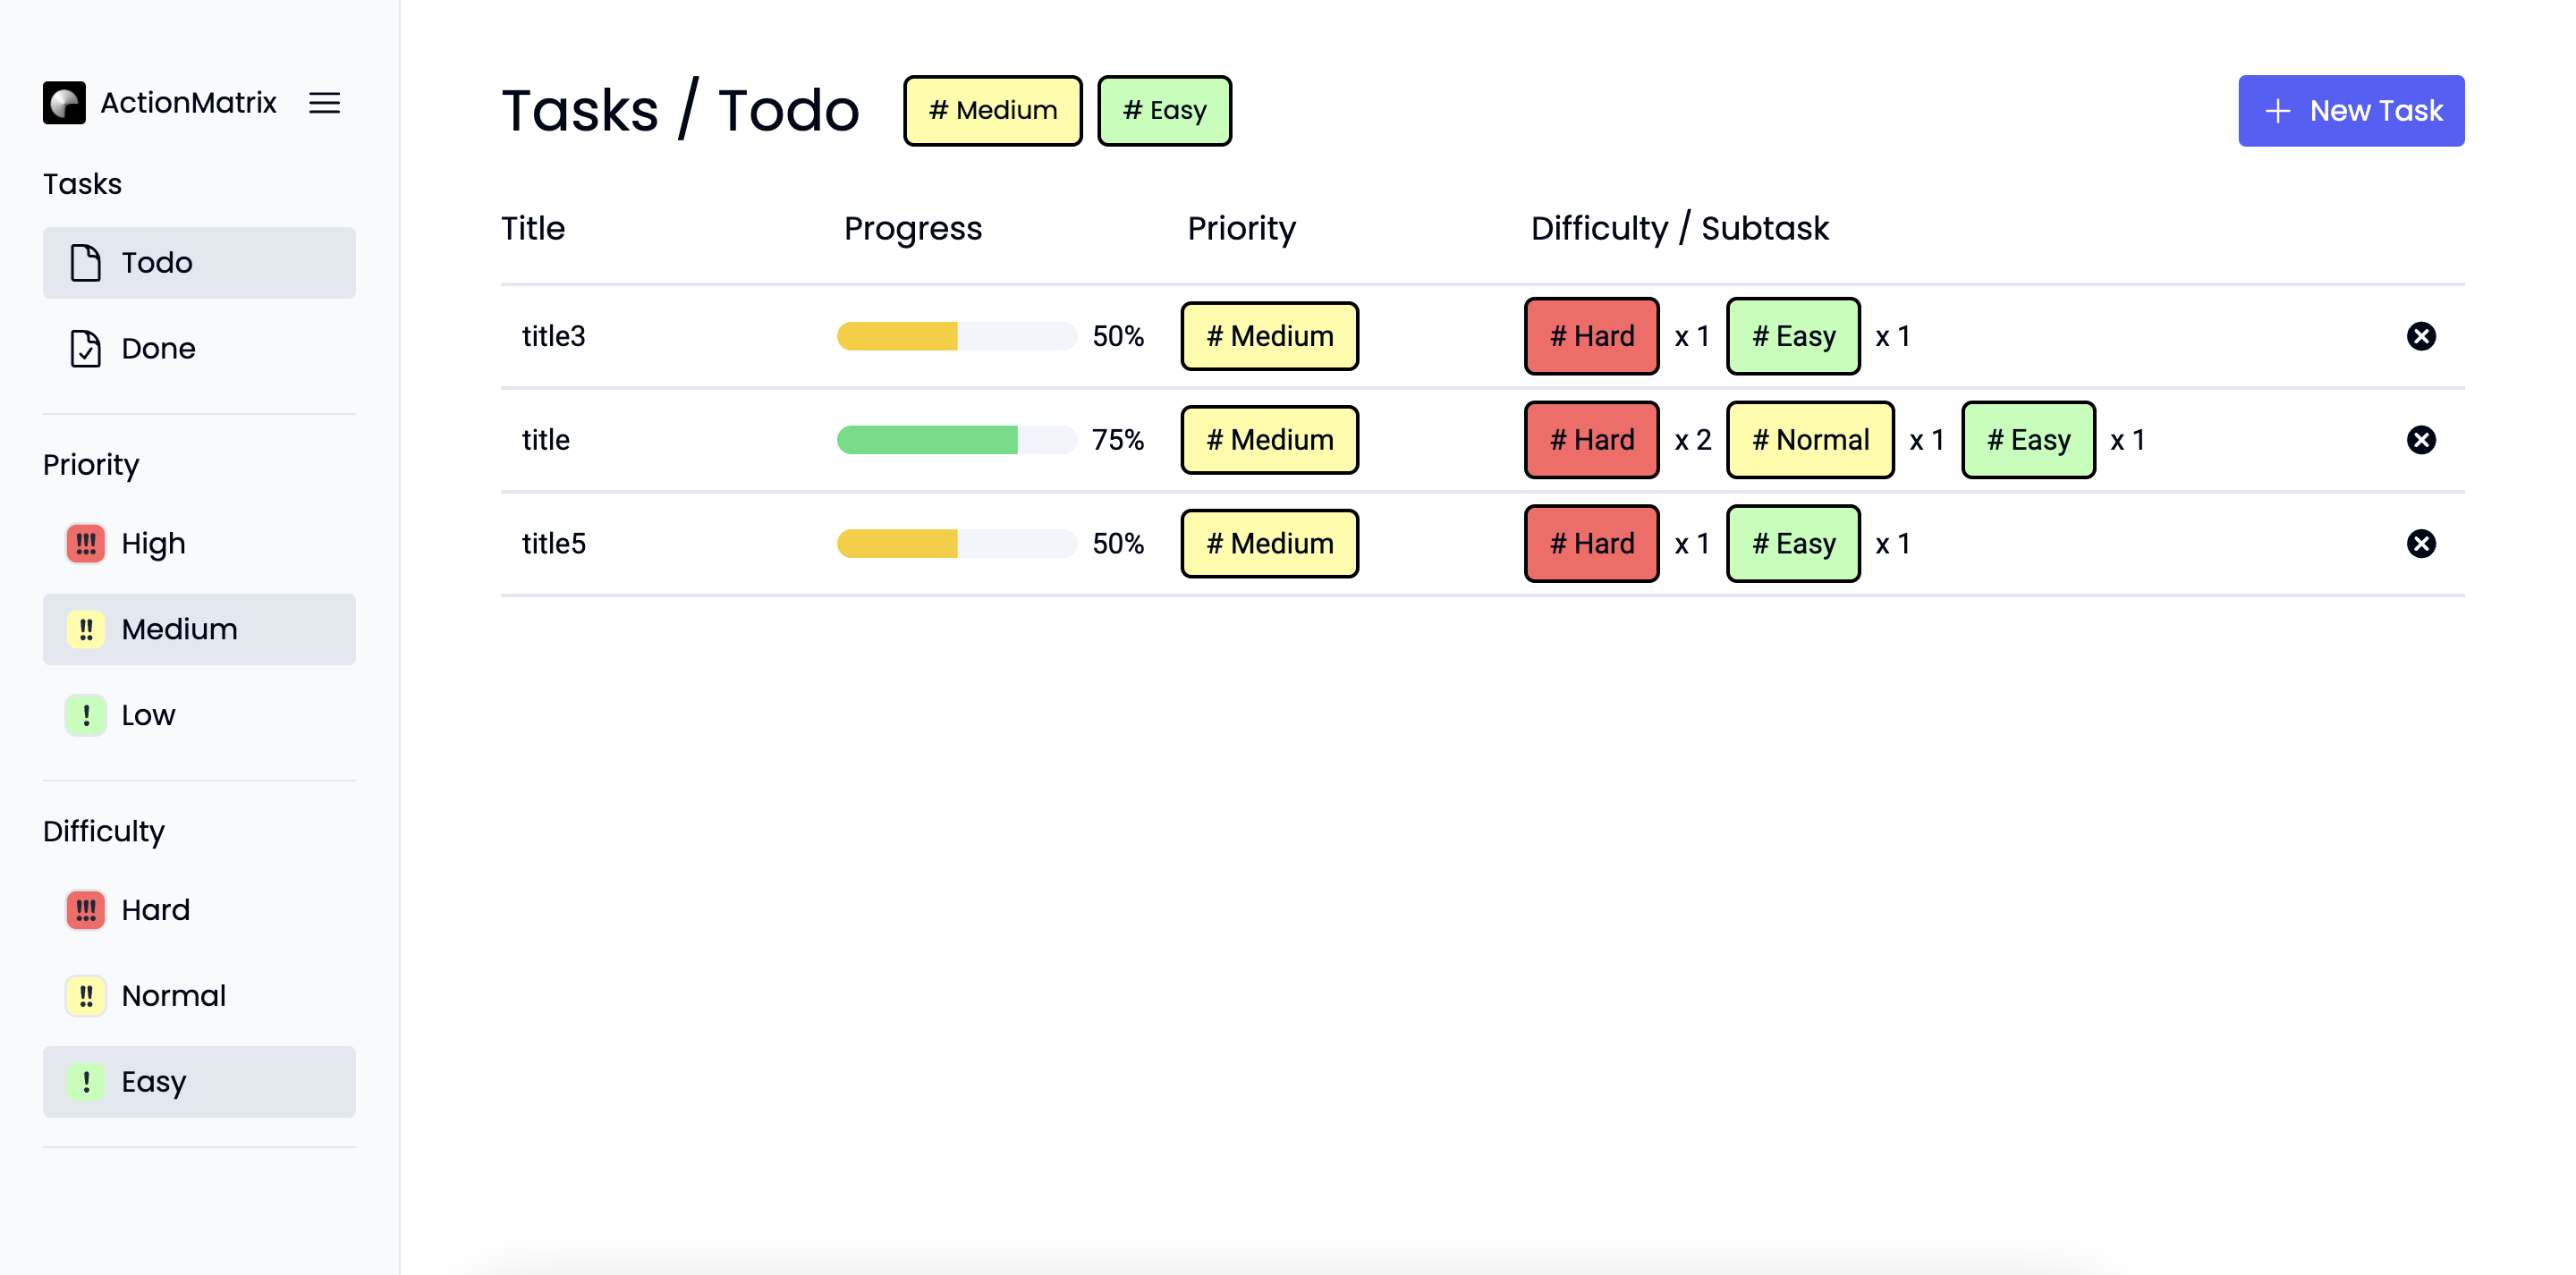 ActionMatrix
Tasks
Todo
Done
Priority
!!! High
!! Medium
! Low
Difficulty
!!! Hard
!! Normal
! Easy
Tasks / Todo # Medium # Easy + New Task
Title Progress Priority Difficulty / Subtask
title3 50% # Medium # Hard x 1 # Easy x 1
title 75% # Medium # Hard x 2 # Normal x 1 # Easy x 1
title5 50% # Medium # Hard x 1 # Easy x 1